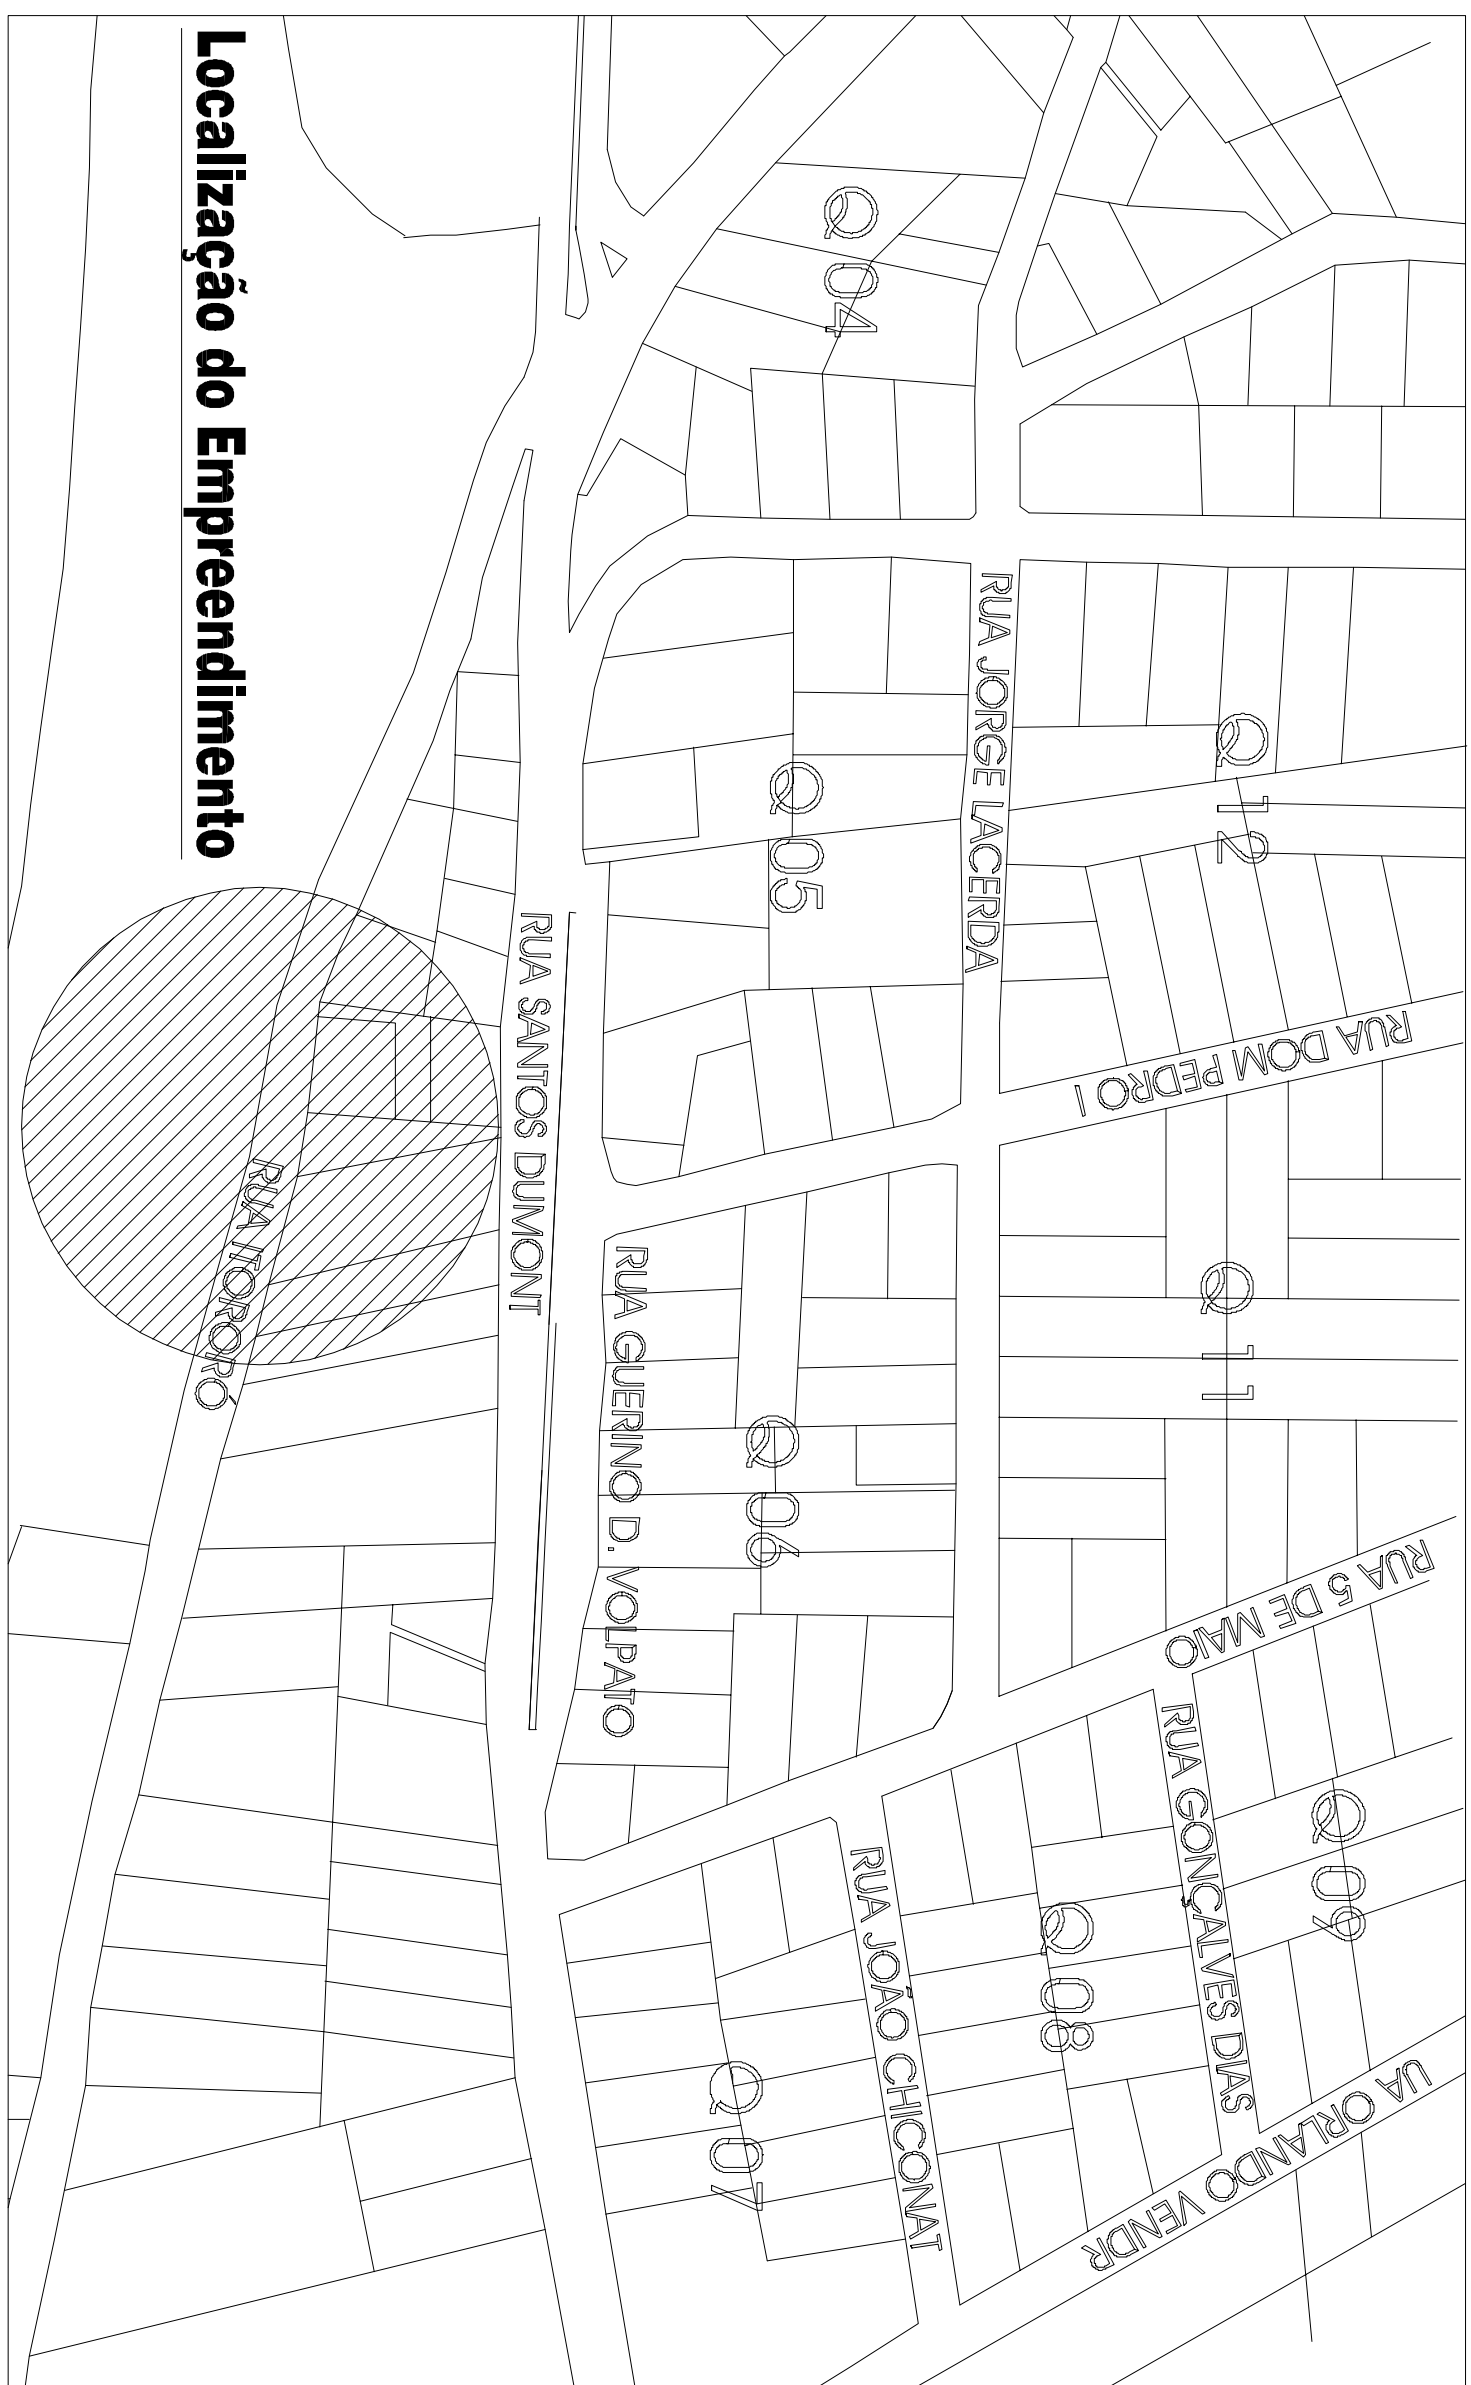 Localização do Empreendimento
Q 04
Q 05
Q 12
RUA JORGE LACERDA
RUA DOM PEDRO I
RUA SANTOS DUMONT
RUA ITORORÓ
RUA GUERINO D. VOLPATO
Q 06
Q 11
RUA 5 DE MAIO
RUA GONÇALVES DIAS
Q 09
Q 08
RUA JOÃO CHICONAT
Q 07
UA ORLANDO VENDR